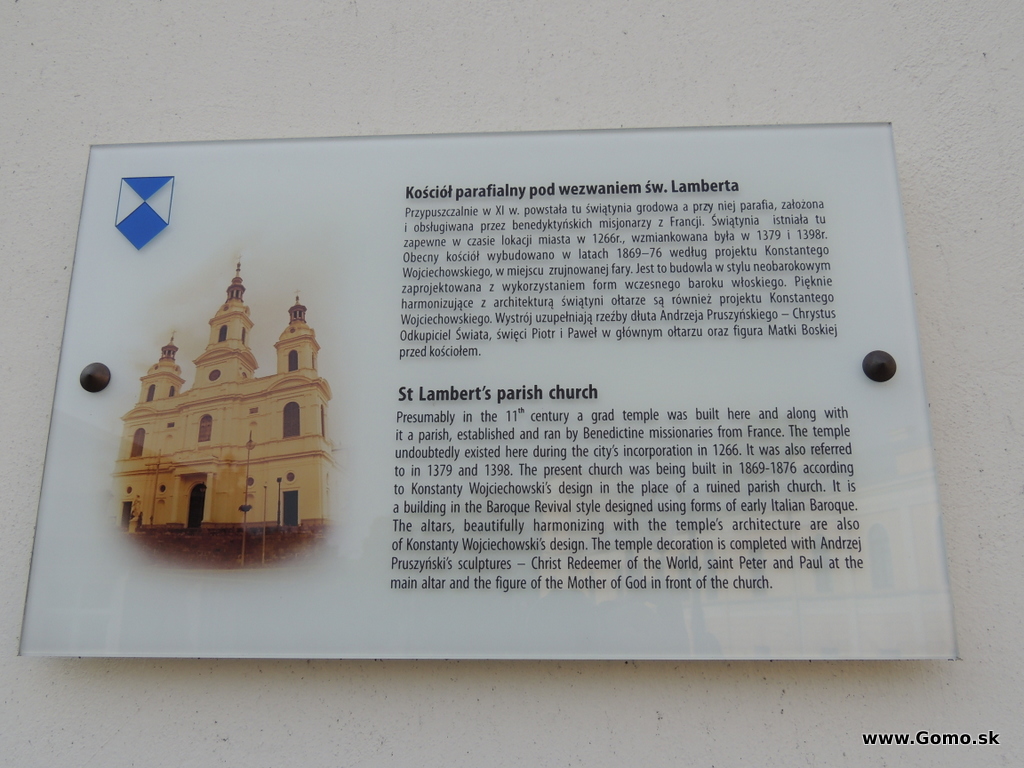 Kościół parafialny pod wezwaniem św. Lamberta
Przypuszczalnie w XI w. powstała tu świątynia grodowa a przy niej parafia, założona
i obsługiwana przez benedyktyńskich misjonarzy z Francji. Świątynia istniała tu
zapewne w czasie lokacji miasta w 1266r., wzmiankowana była w 1379 i 1398r.
Obecny kościół wybudowano w latach 1869–76 według projektu Konstantego
Wojciechowskiego, w miejscu zrujnowanej fary. Jest to budowla w stylu neobarokowym
zaprojektowana z wykorzystaniem form wczesnego baroku włoskiego. Pięknie
harmonizujące z architekturą świątyni ołtarze są również projektu Konstantego
Wojciechowskiego. Wystrój uzupełniają rzeźby dłuta Andrzeja Pruszyńskiego – Chrystus
Odkupiciel Świata, święci Piotr i Paweł w głównym ołtarzu oraz figura Matki Boskiej
przed kościołem.
St Lambert's parish church
Presumably in the 11th century a grad temple was built here and along with
it a parish, established and ran by Benedictine missionaries from France. The temple
undoubtedly existed here during the city's incorporation in 1266. It was also referred
to in 1379 and 1398. The present church was being built in 1869-1876 according
to Konstanty Wojciechowski's design in the place of a ruined parish church. It is
a building in the Baroque Revival style designed using forms of early Italian Baroque.
The altars, beautifully harmonizing with the temple's architecture are also
of Konstanty Wojciechowski's design. The temple decoration is completed with Andrzej
Pruszyński's sculptures – Christ Redeemer of the World, saint Peter and Paul at the
main altar and the figure of the Mother of God in front of the church.
www.Gomo.sk